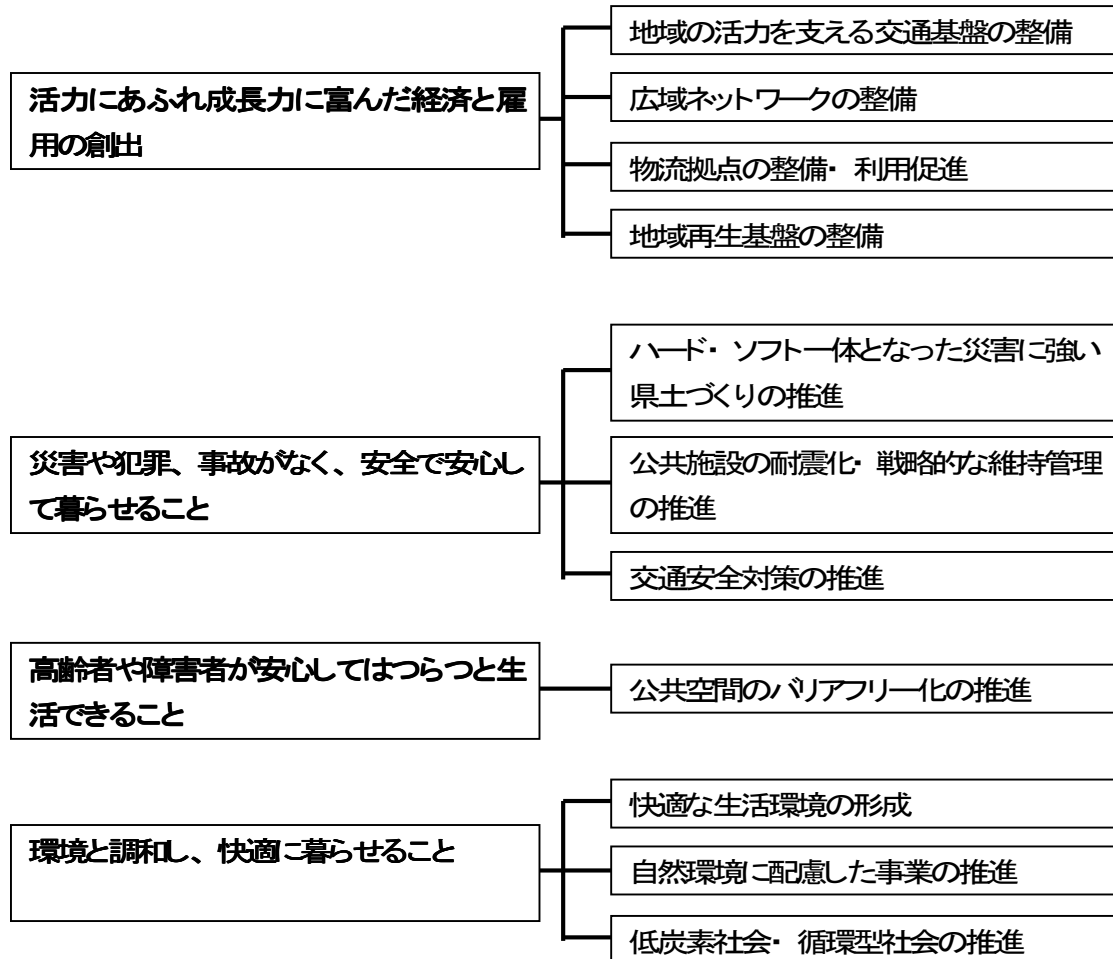 活力にあふれ成長力に富んだ経済と雇
用の創出
地域の活力を支える交通基盤の整備
広域ネットワークの整備
物流拠点の整備・利用促進
地域再生基盤の整備
災害や犯罪、事故がなく、安全で安心し
て暮らせること
ハード・ソフト一体となった災害に強い
県土づくりの推進
公共施設の耐震化・戦略的な維持管理
の推進
交通安全対策の推進
高齢者や障害者が安心してはつらつと生
活できること
公共空間のバリアフリー化の推進
環境と調和し、快適に暮らせること
快適な生活環境の形成
自然環境に配慮した事業の推進
低炭素社会・循環型社会の推進